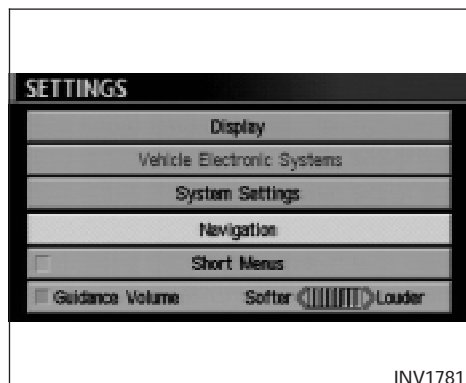 SETTINGS
Display
Vehicle Electronic Systems
System Settings
Navigation
Short Menus
Guidance Volume Softer Louder
INV1781